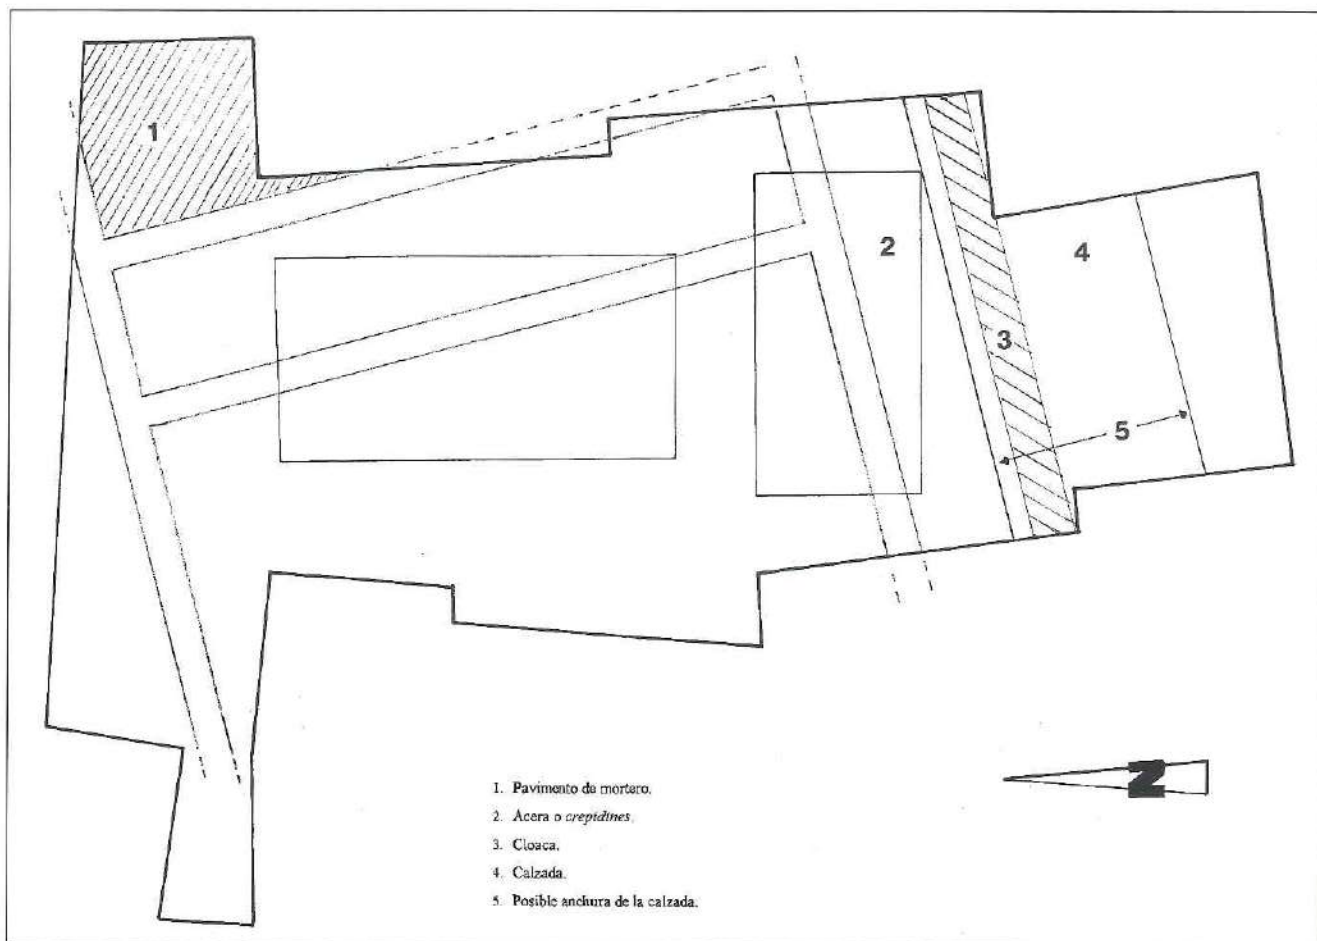 1
2
3
4
5
N
1. Pavimento de mortero.
2. Acera o crepidines.
3. Cloaca.
4. Calzada.
5. Posible anchura de la calzada.